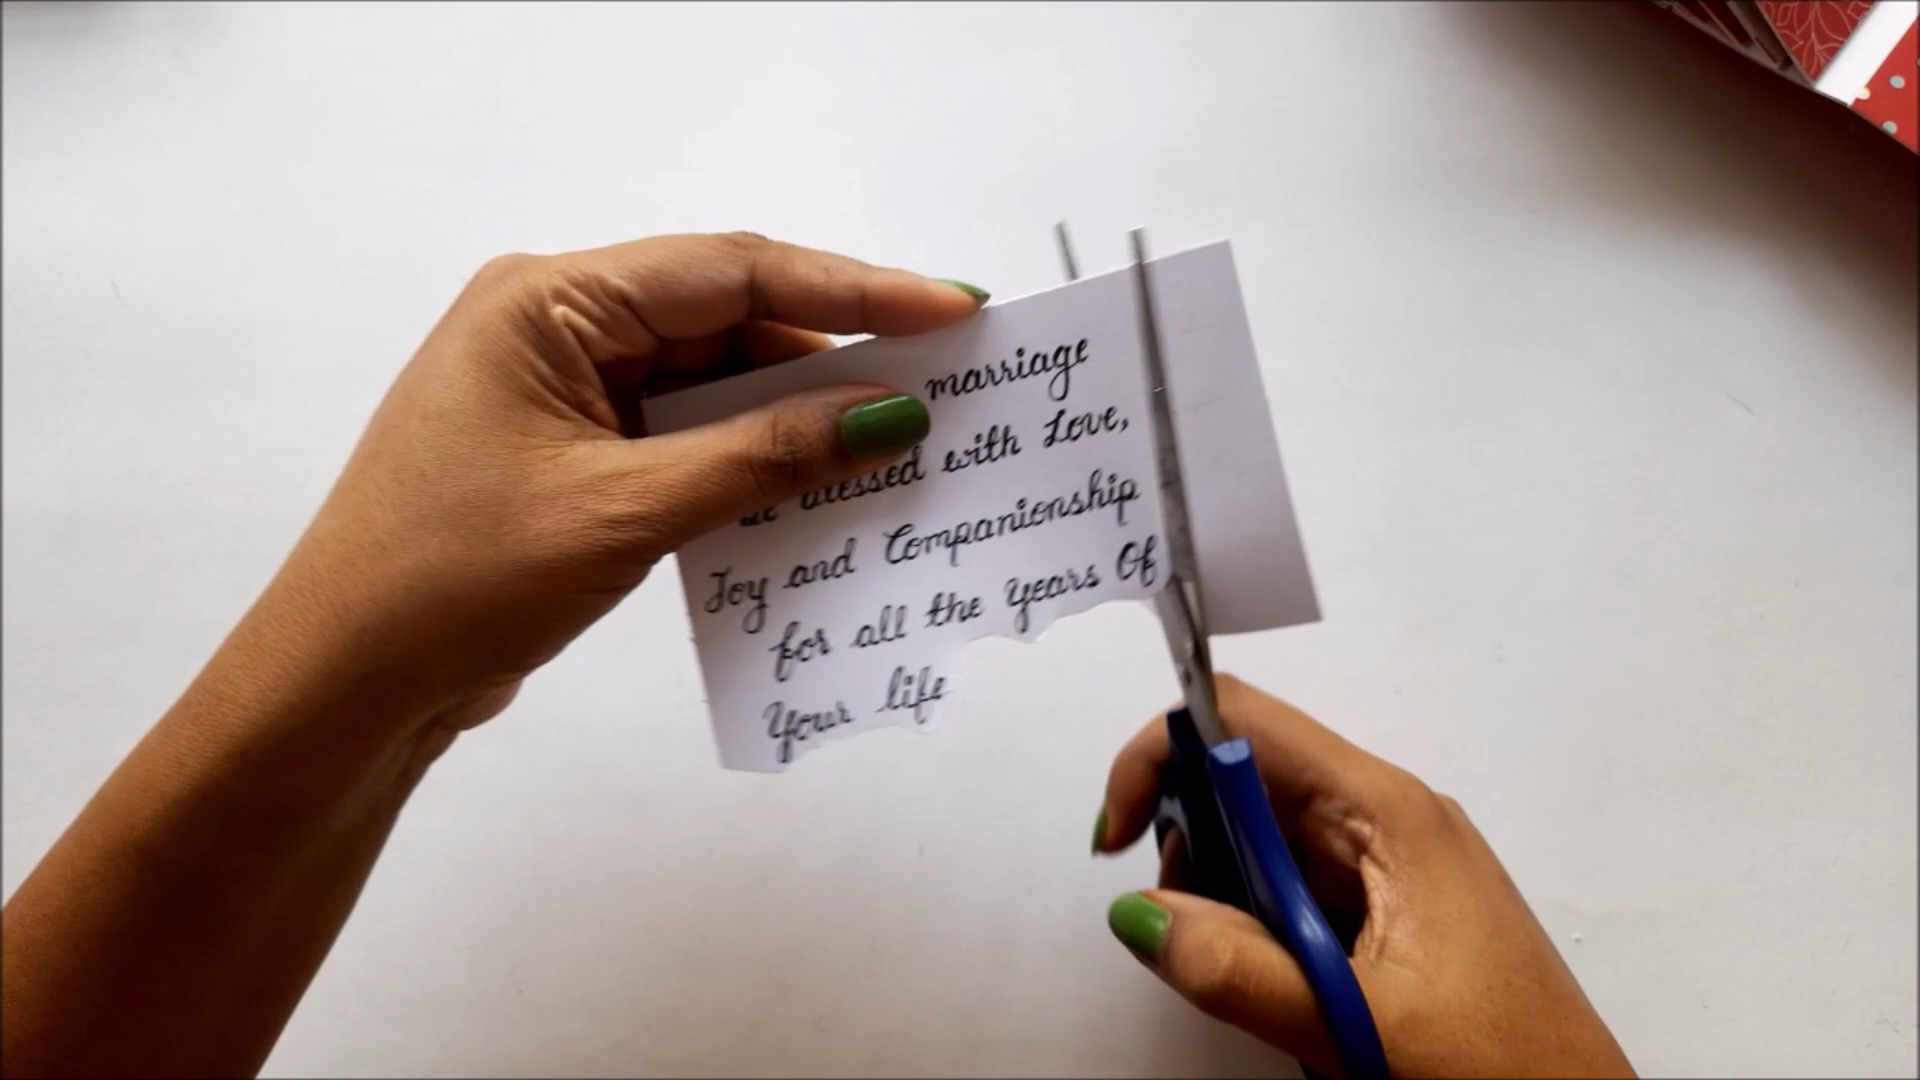 marriage
blessed with Love,
Joy and Companionship
for all the Years Of
Your life